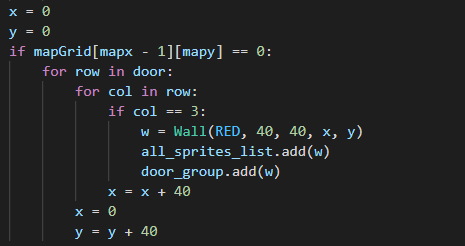 x = 0
y = 0
if mapGrid[mapx - 1][mapy] == 0:
    for row in door:
        for col in row:
            if col == 3:
                w = Wall(RED, 40, 40, x, y)
                all_sprites_list.add(w)
                door_group.add(w)
            x = x + 40
        x = 0
        y = y + 40